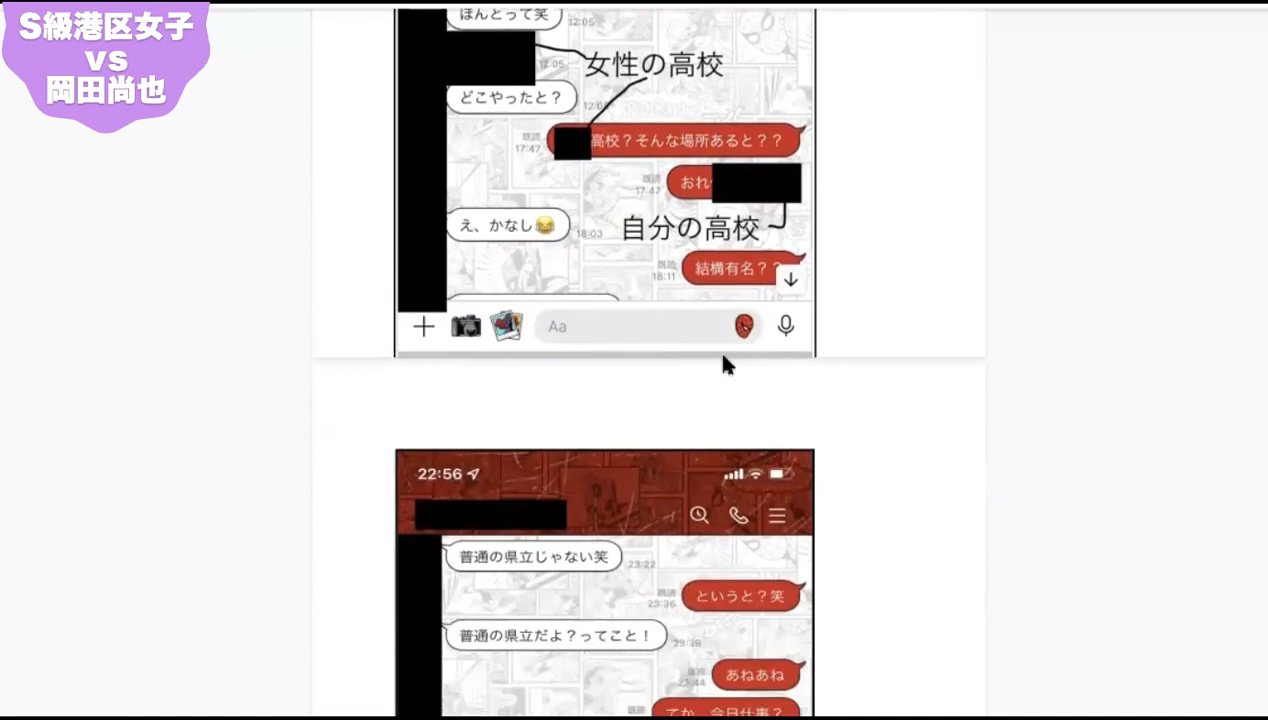 S級港区女子
vs
岡田尚也
ほんとって笑
12:05
12:05
女性の高校
どこやったと？
高校？そんな場所あると？？
既読
17:47
おれ
既読
17:47
え、かなし😂
18:03
自分の高校
結構有名？？
既読
18:11
Aa
22:56
普通の県立じゃない笑
23:22
というと？笑
既読
23:36
普通の県立だよ？ってこと！
23:39
あねあね
23:44
てか、今日仕事？
既読